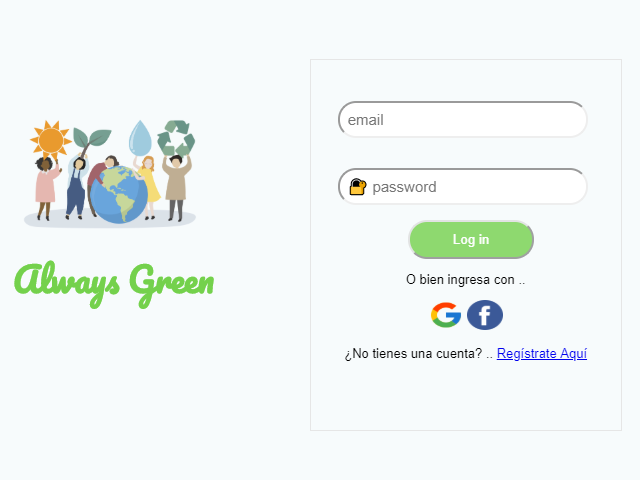 Always Green
email
password
Log in
O bien ingresa con ..
¿No tienes una cuenta? .. Regístrate Aquí